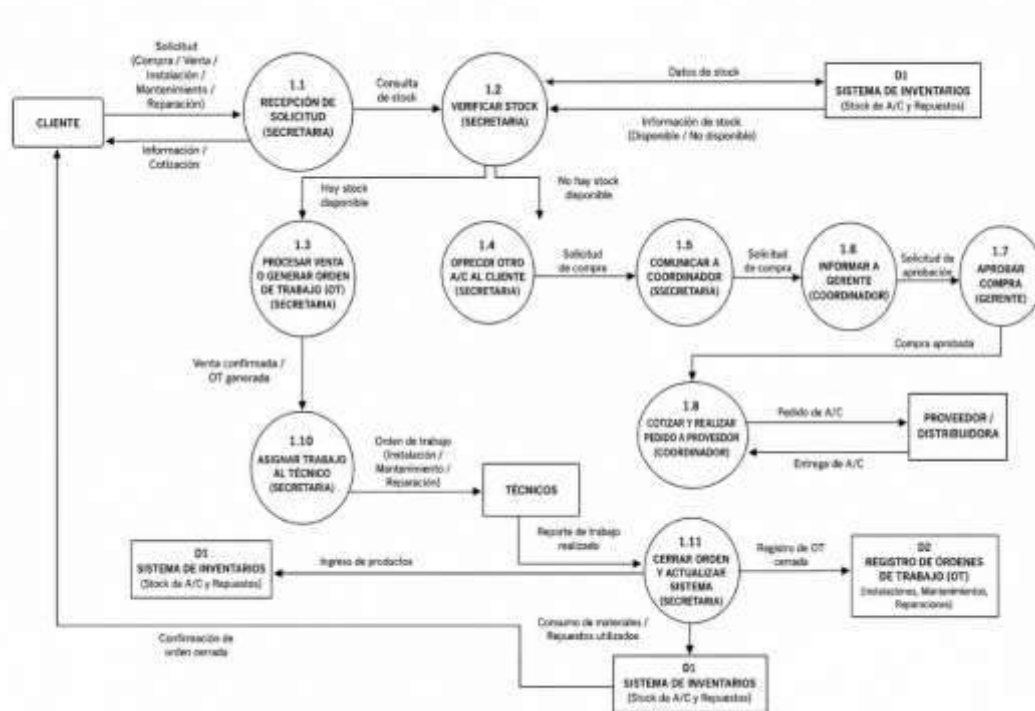 Solicitud
(Compra / Venta /
Instalación /
Mantenimiento /
Reparación)
CLIENTE
Información /
Cotización
1.1
RECEPCIÓN DE
SOLICITUD
(SECRETARIA)
Consulta
de stock
1.2
VERIFICAR STOCK
(SECRETARIA)
Datos de stock
Información de stock
(Disponible / No disponible)
D1
SISTEMA DE INVENTARIOS
(Stock de A/C y Repuestos)
Hay stock
disponible
No hay stock
disponible
1.3
PROCESAR VENTA
O GENERAR ORDEN
DE TRABAJO (OT)
(SECRETARIA)
1.4
OFRECER OTRO
A/C AL CLIENTE
(SECRETARIA)
Solicitud
de compra
1.5
COMUNICAR A
COORDINADOR
(SSECRETARIA)
Solicitud
de compra
1.6
INFORMAR A
GERENTE
(COORDINADOR)
Solicitud de
aprobación
1.7
APROBAR
COMPRA
(GERENTE)
Venta confirmada /
OT generada
Compra aprobada
1.8
COTIZAR Y REALIZAR
PEDIDO A PROVEEDOR
(COORDINADOR)
Pedido de A/C
Entrega de A/C
PROVEEDOR /
DISTRIBUIDORA
1.10
ASIGNAR TRABAJO
AL TÉCNICO
(SECRETARIA)
Orden de trabajo
(Instalación /
Mantenimiento /
Reparación)
TÉCNICOS
Reporte de trabajo
realizado
1.11
CERRAR ORDEN
Y ACTUALIZAR
SISTEMA
(SECRETARIA)
Registro de OT
cerrada
D2
REGISTRO DE ÓRDENES
DE TRABAJO (OT)
(Instalaciones, Mantenimientos,
Reparaciones)
Ingreso de productos
D1
SISTEMA DE INVENTARIOS
(Stock de A/C y Repuestos)
Consumo de materiales /
Repuestos utilizados
Confirmación de
orden cerrada
D1
SISTEMA DE INVENTARIOS
(Stock de A/C y Repuestos)